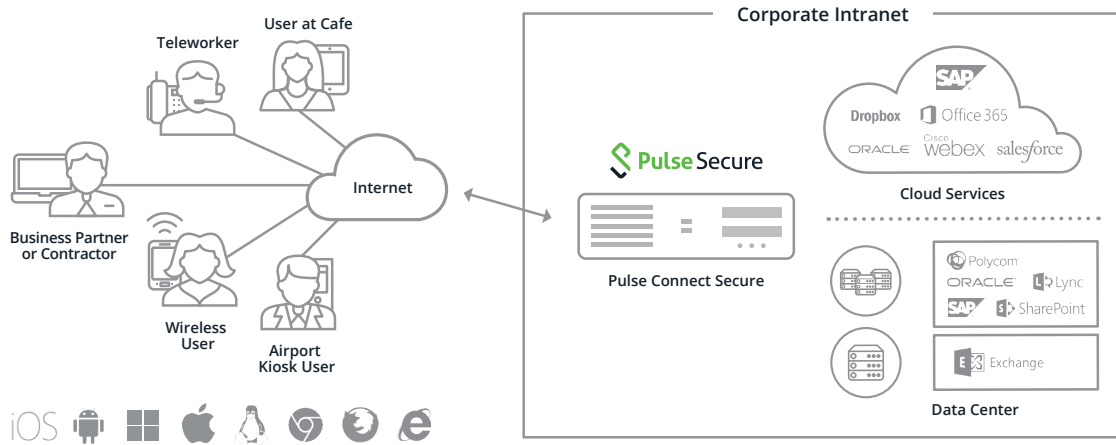 Corporate Intranet
User at Cafe
Teleworker
Internet
Business Partner
or Contractor
Wireless
User
Airport
Kiosk User
iOS
Pulse Secure
Pulse Connect Secure
SAP
Dropbox
Office 365
ORACLE
Cisco
webex
salesforce
Cloud Services
Polycom
ORACLE
Lync
SAP
SharePoint
Exchange
Data Center